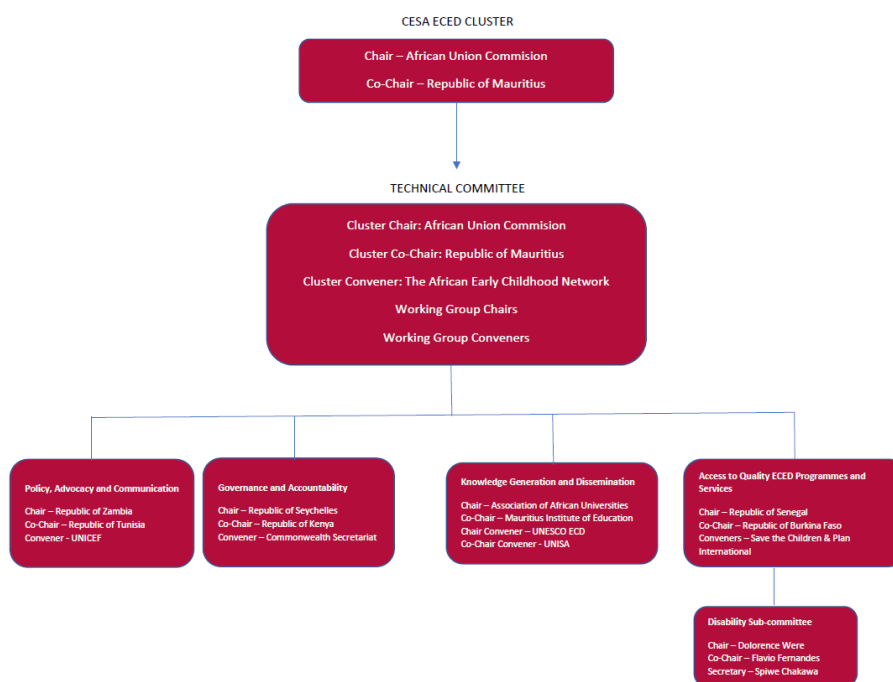 CESA ECED CLUSTER
Chair – African Union Commision
Co-Chair – Republic of Mauritius
TECHNICAL COMMITTEE
Cluster Chair: African Union Commision
Cluster Co-Chair: Republic of Mauritius
Cluster Convener: The African Early Childhood Network
Working Group Chairs
Working Group Conveners
Policy, Advocacy and Communication
Chair – Republic of Zambia
Co-Chair – Republic of Tunisia
Convener - UNICEF
Governance and Accountability
Chair – Republic of Seychelles
Co-Chair – Republic of Kenya
Convener – Commonwealth Secretariat
Knowledge Generation and Dissemination
Chair – Association of African Universities
Co-Chair – Mauritius Institute of Education
Chair Convener – UNESCO ECD
Co-Chair Convener - UNISA
Access to Quality ECED Programmes and
Services
Chair – Republic of Senegal
Co-Chair – Republic of Burkina Faso
Conveners – Save the Children & Plan
International
Disability Sub-committee
Chair – Dolorence Were
Co-Chair – Flavio Fernandes
Secretary – Spiwe Chakawa